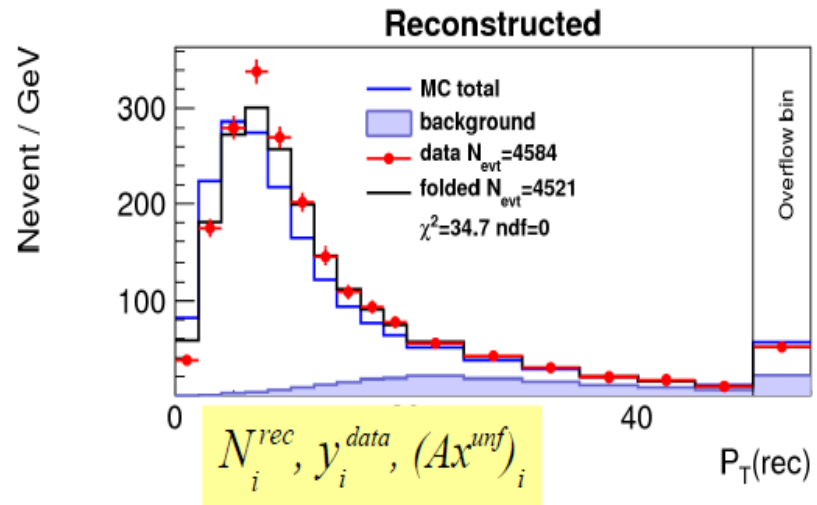 Reconstructed
Nevent / GeV
300
200
100
MC total
background
data N_evt=4584
folded N_evt=4521
χ²=34.7 ndf=0
Overflow bin
0
40
P_T(rec)
N_i^rec, y_i^data, (Ax^unf)_i